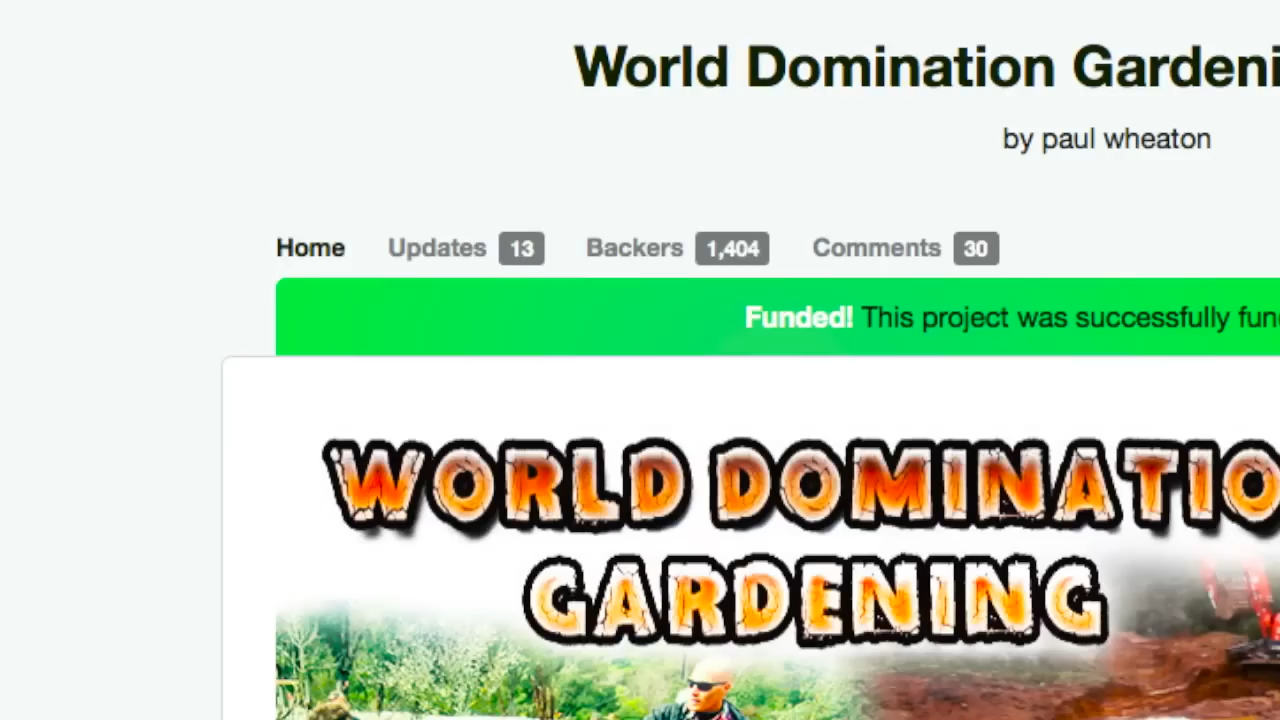 World Domination Gardeni
by paul wheaton
Home Updates 13 Backers 1,404 Comments 30
Funded! This project was successfully fun
WORLD DOMINATIO
GARDENING